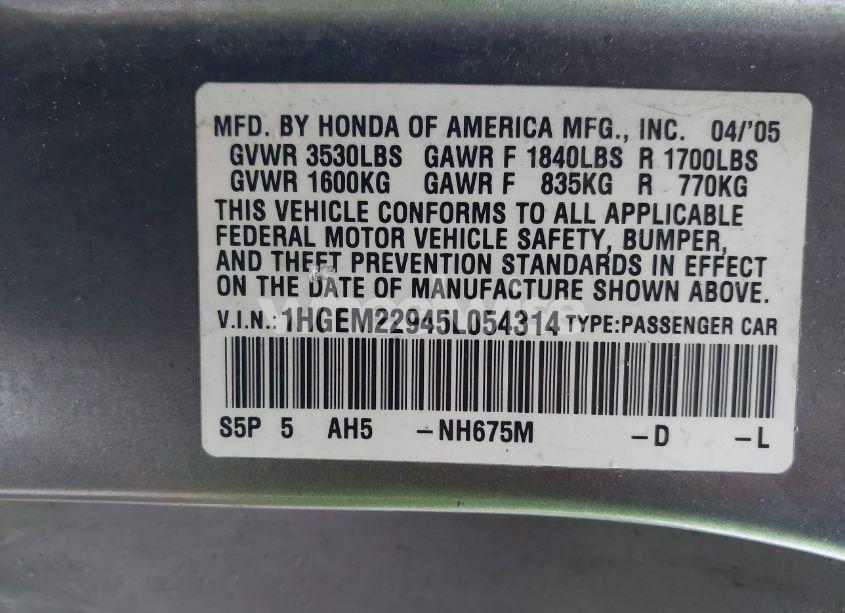 MFD. BY HONDA OF AMERICA MFG., INC. 04/'05
GVWR 3530LBS GAWR F 1840LBS R 1700LBS
GVWR 1600KG GAWR F 835KG R 770KG
THIS VEHICLE CONFORMS TO ALL APPLICABLE
FEDERAL MOTOR VEHICLE SAFETY, BUMPER,
AND THEFT PREVENTION STANDARDS IN EFFECT
ON THE DATE OF MANUFACTURE SHOWN ABOVE.
V.I.N.: 1HGEM22945L054314 TYPE:PASSENGER CAR
S5P 5 AH5 -NH675M -D -L